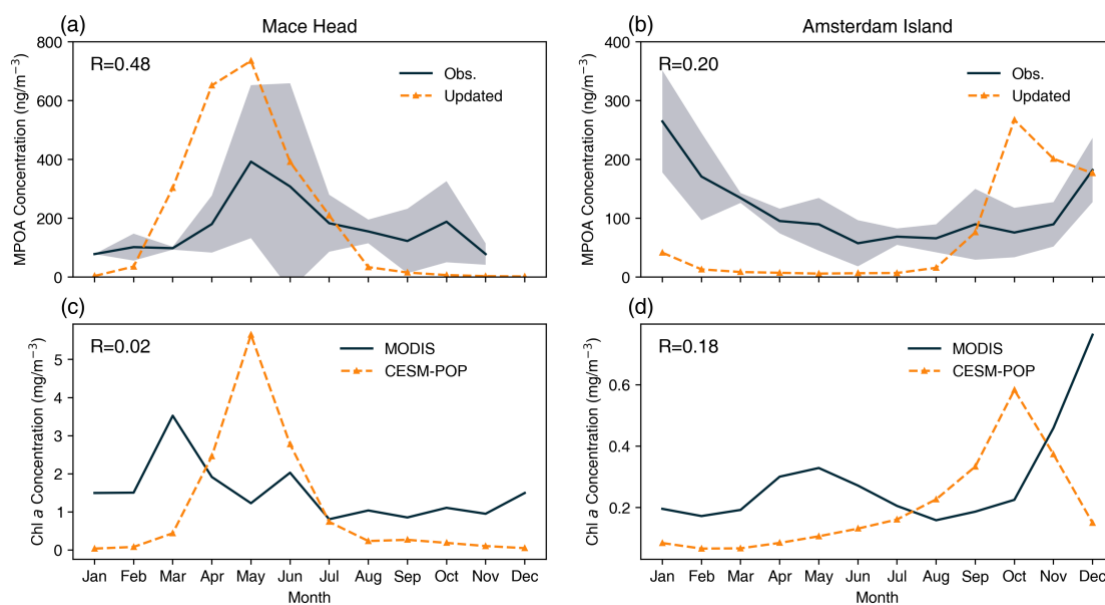 (a)
Mace Head
MPOA Concentration (ng/m⁻³)
800
600
400
200
0
R=0.48
Obs.
Updated
(b)
Amsterdam Island
MPOA Concentration (ng/m⁻³)
400
300
200
100
0
R=0.20
Obs.
Updated
(c)
Chl a Concentration (mg/m⁻³)
5
4
3
2
1
0
R=0.02
MODIS
CESM-POP
Jan Feb Mar Apr May Jun Jul Aug Sep Oct Nov Dec
Month
(d)
Chl a Concentration (mg/m⁻³)
0.6
0.4
0.2
R=0.18
MODIS
CESM-POP
Jan Feb Mar Apr May Jun Jul Aug Sep Oct Nov Dec
Month